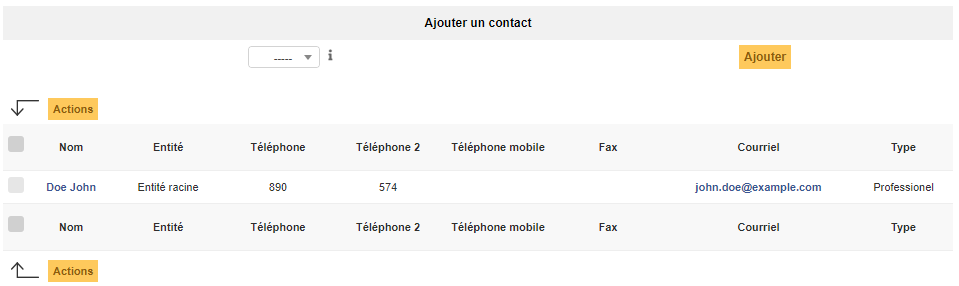 Ajouter un contact
----- i Ajouter
Actions
Nom Entité Téléphone Téléphone 2 Téléphone mobile Fax Courriel Type
Doe John Entité racine 890 574 john.doe@example.com Professionel
Nom Entité Téléphone Téléphone 2 Téléphone mobile Fax Courriel Type
Actions